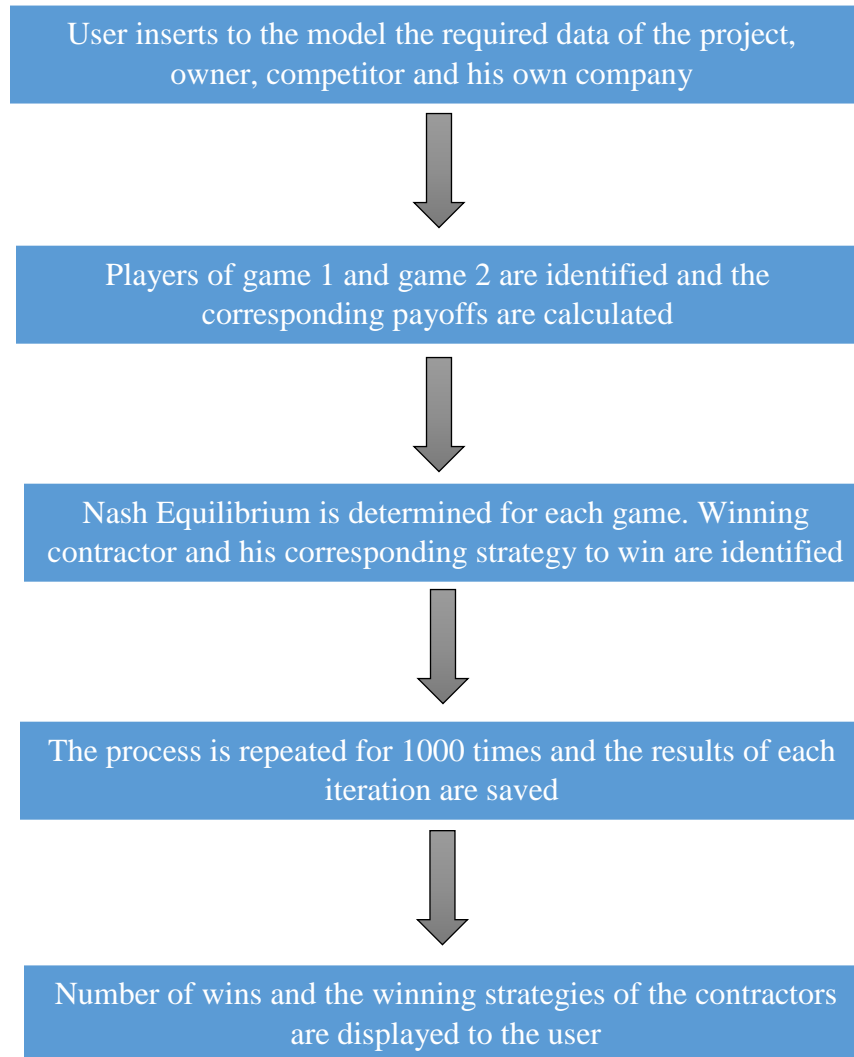 User inserts to the model the required data of the project,
owner, competitor and his own company
Players of game 1 and game 2 are identified and the
corresponding payoffs are calculated
Nash Equilibrium is determined for each game. Winning
contractor and his corresponding strategy to win are identified
The process is repeated for 1000 times and the results of each
iteration are saved
Number of wins and the winning strategies of the contractors
are displayed to the user